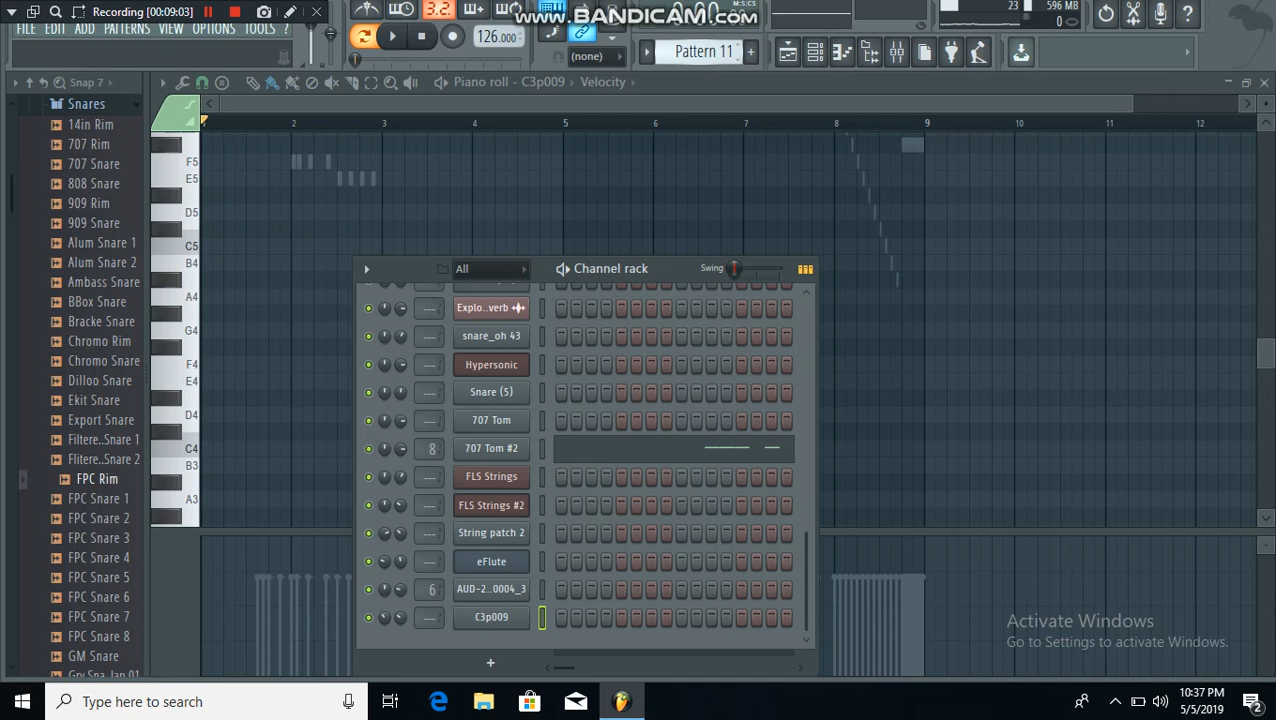 Recording [00:09:03]
www.BANDICAM.com
3.2
23
596 MB
0
FILE EDIT ADD PATTERNS VIEW OPTIONS TOOLS ?
126.000
(none)
Pattern 11
Snap 7
Piano roll - C3p009
Velocity
Snares
14in Rim
707 Rim
707 Snare
808 Snare
909 Rim
909 Snare
Alum Snare 1
Alum Snare 2
Ambass Snare
BBox Snare
Bracke Snare
Chromo Rim
Chromo Snare
Dilloo Snare
Ekit Snare
Export Snare
Filtere..Snare 1
Flitere..Snare 2
FPC Rim
FPC Snare 1
FPC Snare 2
FPC Snare 3
FPC Snare 4
FPC Snare 5
FPC Snare 6
FPC Snare 7
FPC Snare 8
GM Snare
2 3 4 5 6 7 8 9 10 11 12
F5
E5
D5
C5
B4
A4
G4
F4
E4
D4
C4
B3
A3
All
Channel rack
Swing
Explo..verb
snare_oh 43
Hypersonic
Snare (5)
707 Tom
8 707 Tom #2
FLS Strings
FLS Strings #2
String patch 2
eFlute
6 AUD-2..0004_3
C3p009
Activate Windows
Go to Settings to activate Windows.
Type here to search
10:37 PM
5/5/2019
2